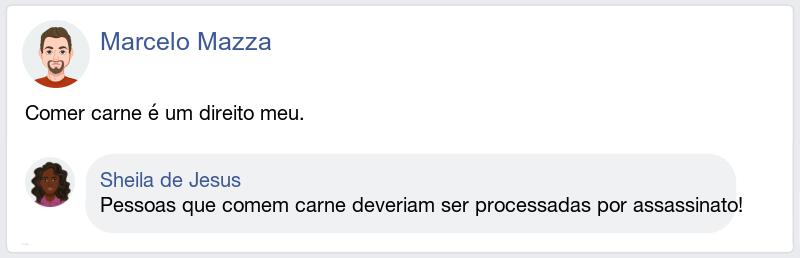 Marcelo Mazza
Comer carne é um direito meu.
Sheila de Jesus
Pessoas que comem carne deveriam ser processadas por assassinato!